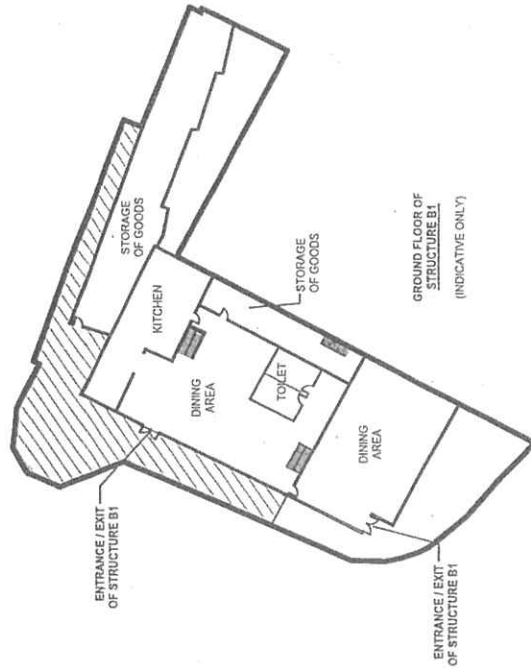 STORAGE
OF GOODS
KITCHEN
STORAGE
OF GOODS
DINING
AREA
TOILET
DINING
AREA
ENTRANCE / EXIT
OF STRUCTURE B1
ENTRANCE / EXIT
OF STRUCTURE B1
GROUND FLOOR OF
STRUCTURE B1
(INDICATIVE ONLY)